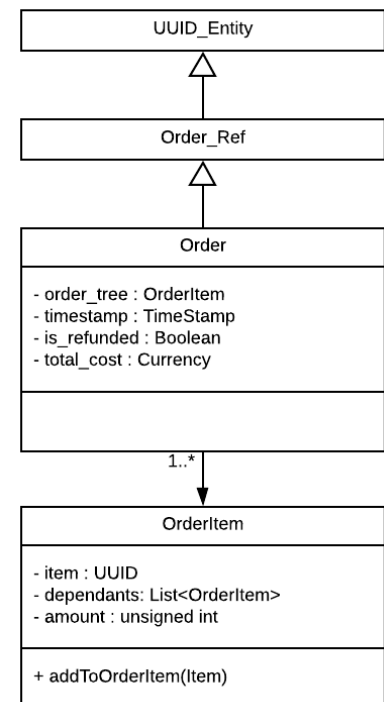 UUID_Entity
Order_Ref
Order
- order_tree : OrderItem
- timestamp : TimeStamp
- is_refunded : Boolean
- total_cost : Currency
1..*
OrderItem
- item : UUID
- dependants: List<OrderItem>
- amount : unsigned int
+ addToOrderItem(Item)